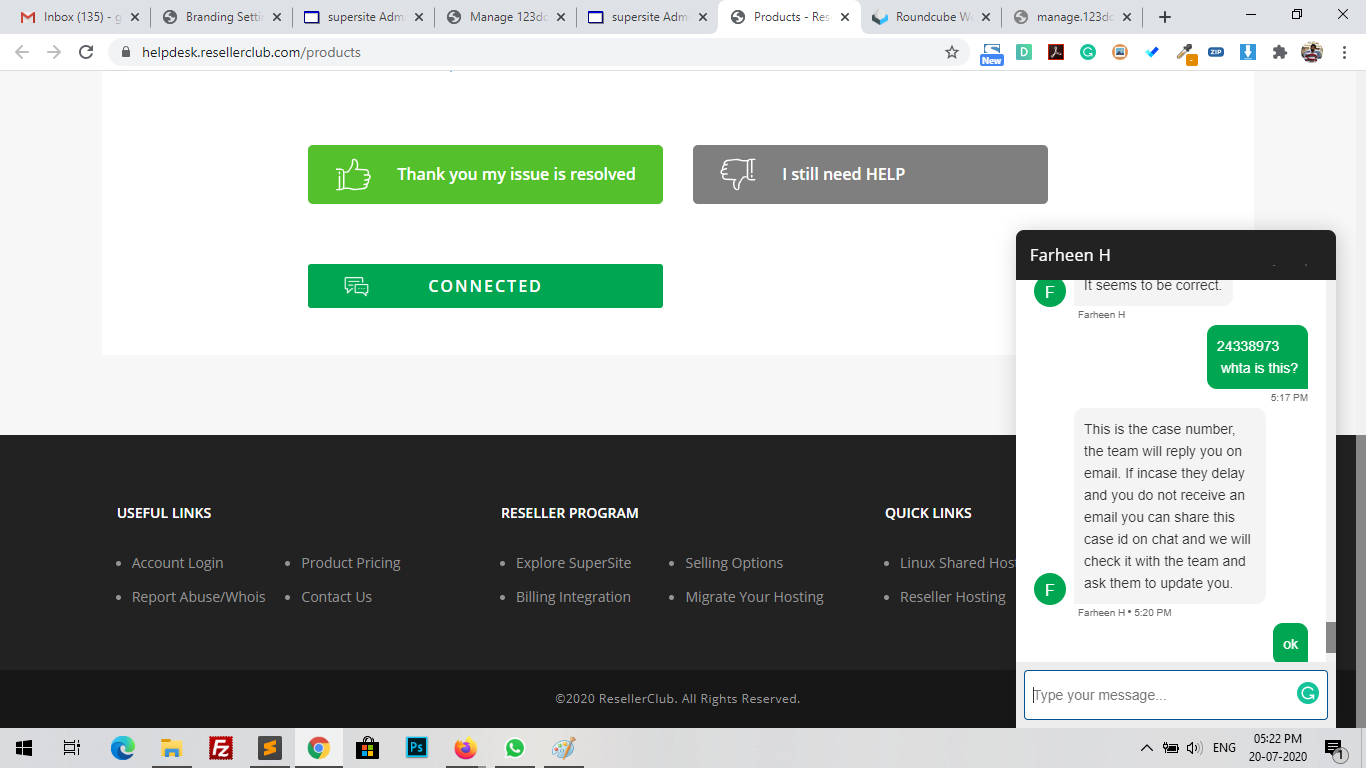 Inbox (135) - g
Branding Setti
supersite Adm
Manage 123do
supersite Adm
Products - Res
Roundcube We
manage.123do
helpdesk.resellerclub.com/products
New
D
ZIP
Thank you my issue is resolved
I still need HELP
CONNECTED
Farheen H
It seems to be correct.
F
Farheen H
24338973
whta is this?
5:17 PM
This is the case number,
the team will reply you on
email. If incase they delay
and you do not receive an
email you can share this
case id on chat and we will
check it with the team and
ask them to update you.
F
Farheen H • 5:20 PM
ok
Type your message...
USEFUL LINKS
Account Login
Product Pricing
Report Abuse/Whois
Contact Us
RESELLER PROGRAM
Explore SuperSite
Selling Options
Billing Integration
Migrate Your Hosting
QUICK LINKS
Linux Shared Host
Reseller Hosting
©2020 ResellerClub. All Rights Reserved.
Fz
Ps
ENG
05:22 PM
20-07-2020
1